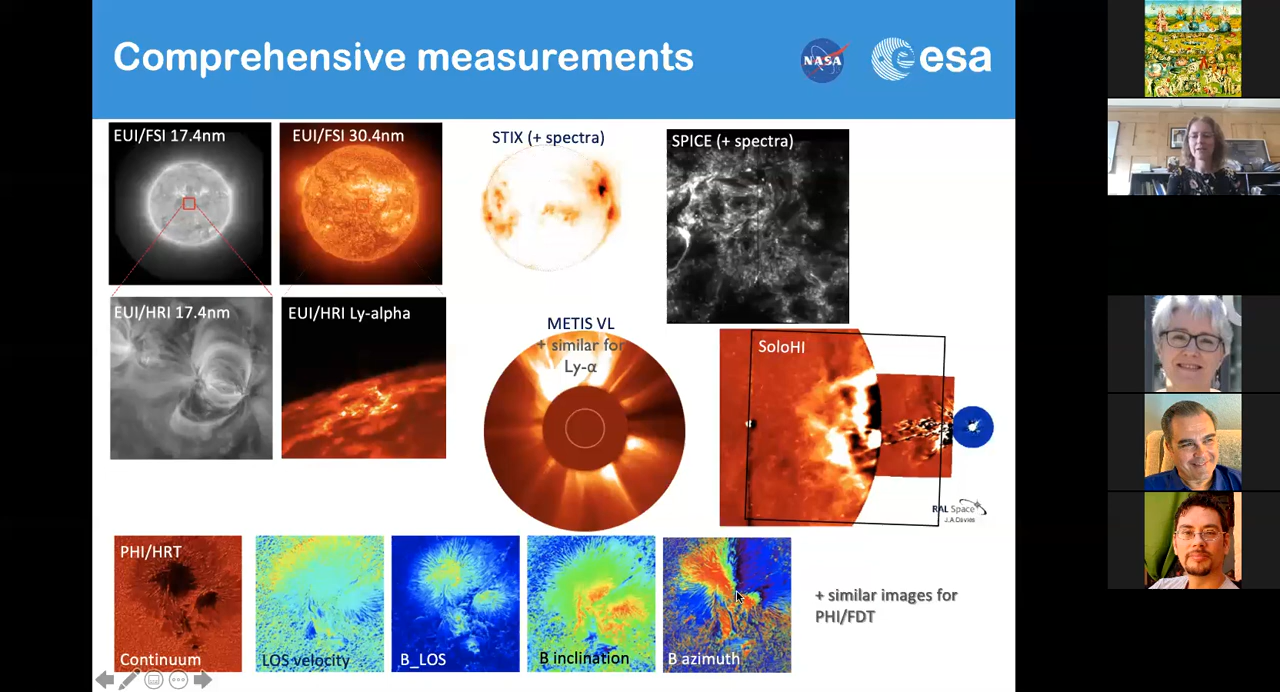 Comprehensive measurements
NASA
esa
EUI/FSI 17.4nm
EUI/FSI 30.4nm
STIX (+ spectra)
SPICE (+ spectra)
EUI/HRI 17.4nm
EUI/HRI Ly-alpha
METIS VL
+ similar for
Ly-α
SoloHI
RAL Space
J.A.Davies
PHI/HRT
Continuum
LOS velocity
B_LOS
B inclination
B azimuth
+ similar images for
PHI/FDT